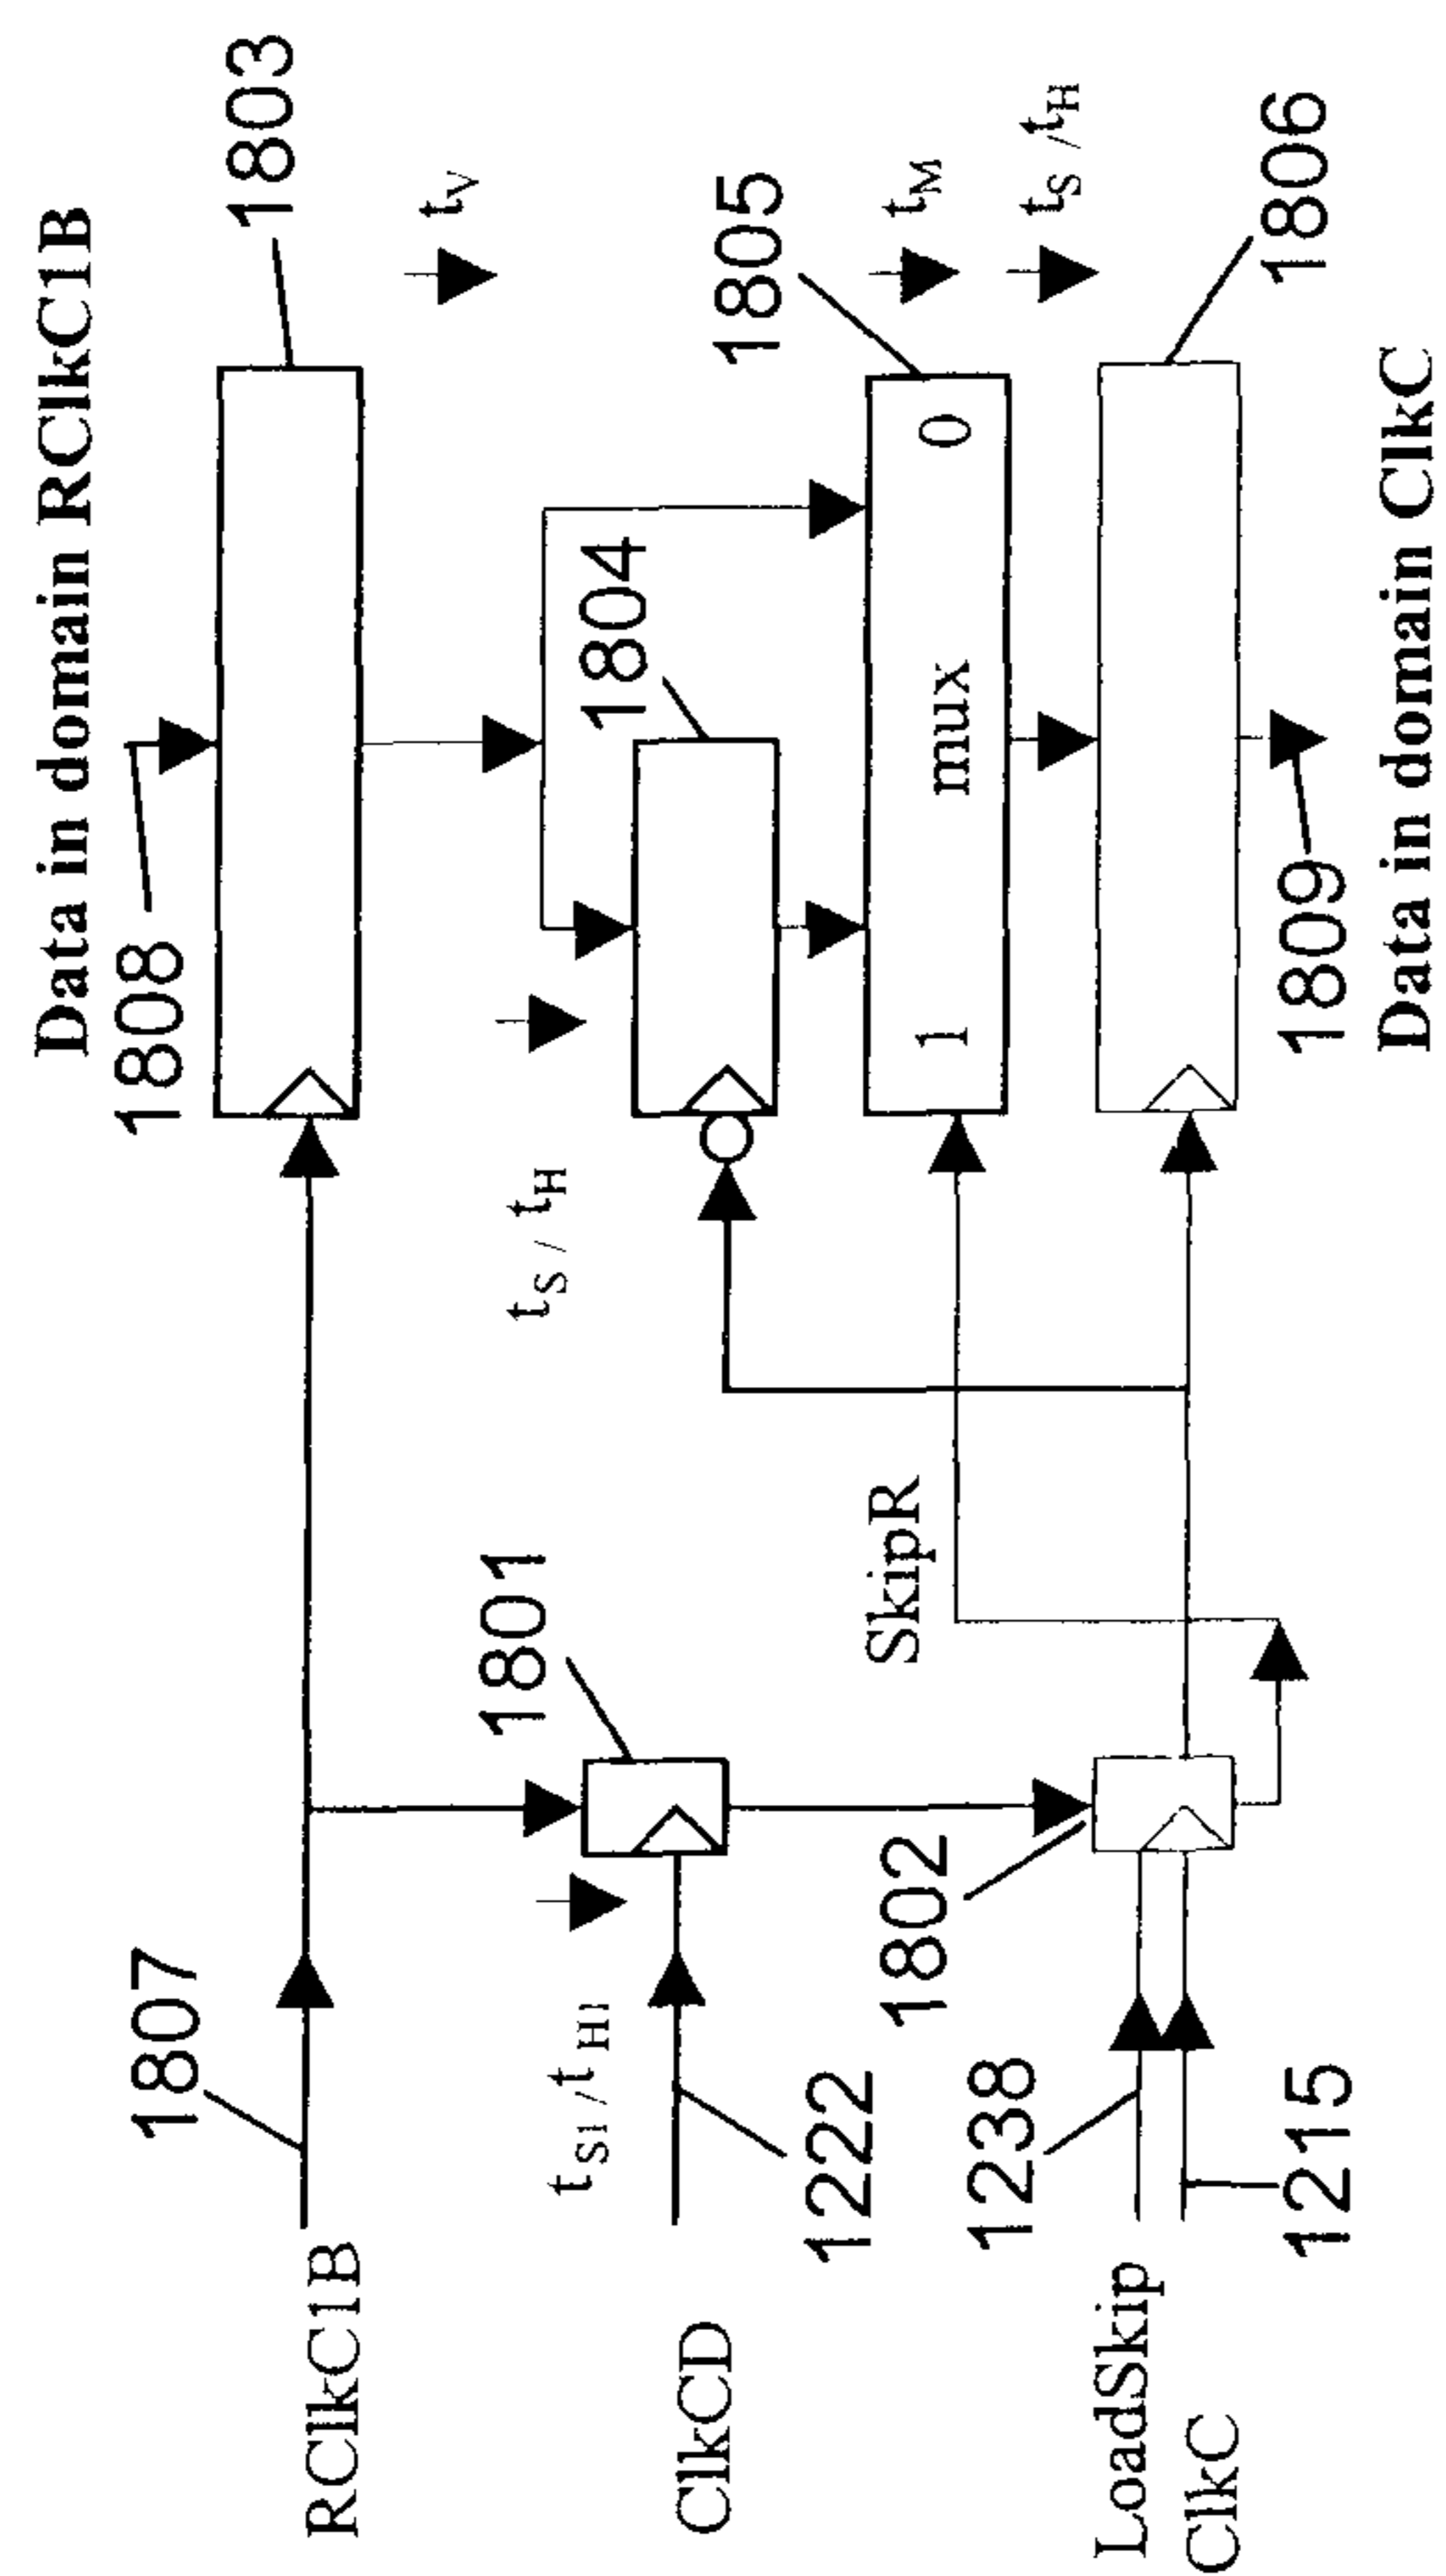 Data in domain RClkC1B
1808
1803
tV
1807
RClkC1B
1801
tS1/tH1
tS / tH
1804
1805
ClkCD
1222
1
mux
0
tM
SkipR
tS /tH
1802
1238
LoadSkip
ClkC
1215
1806
1809
Data in domain ClkC